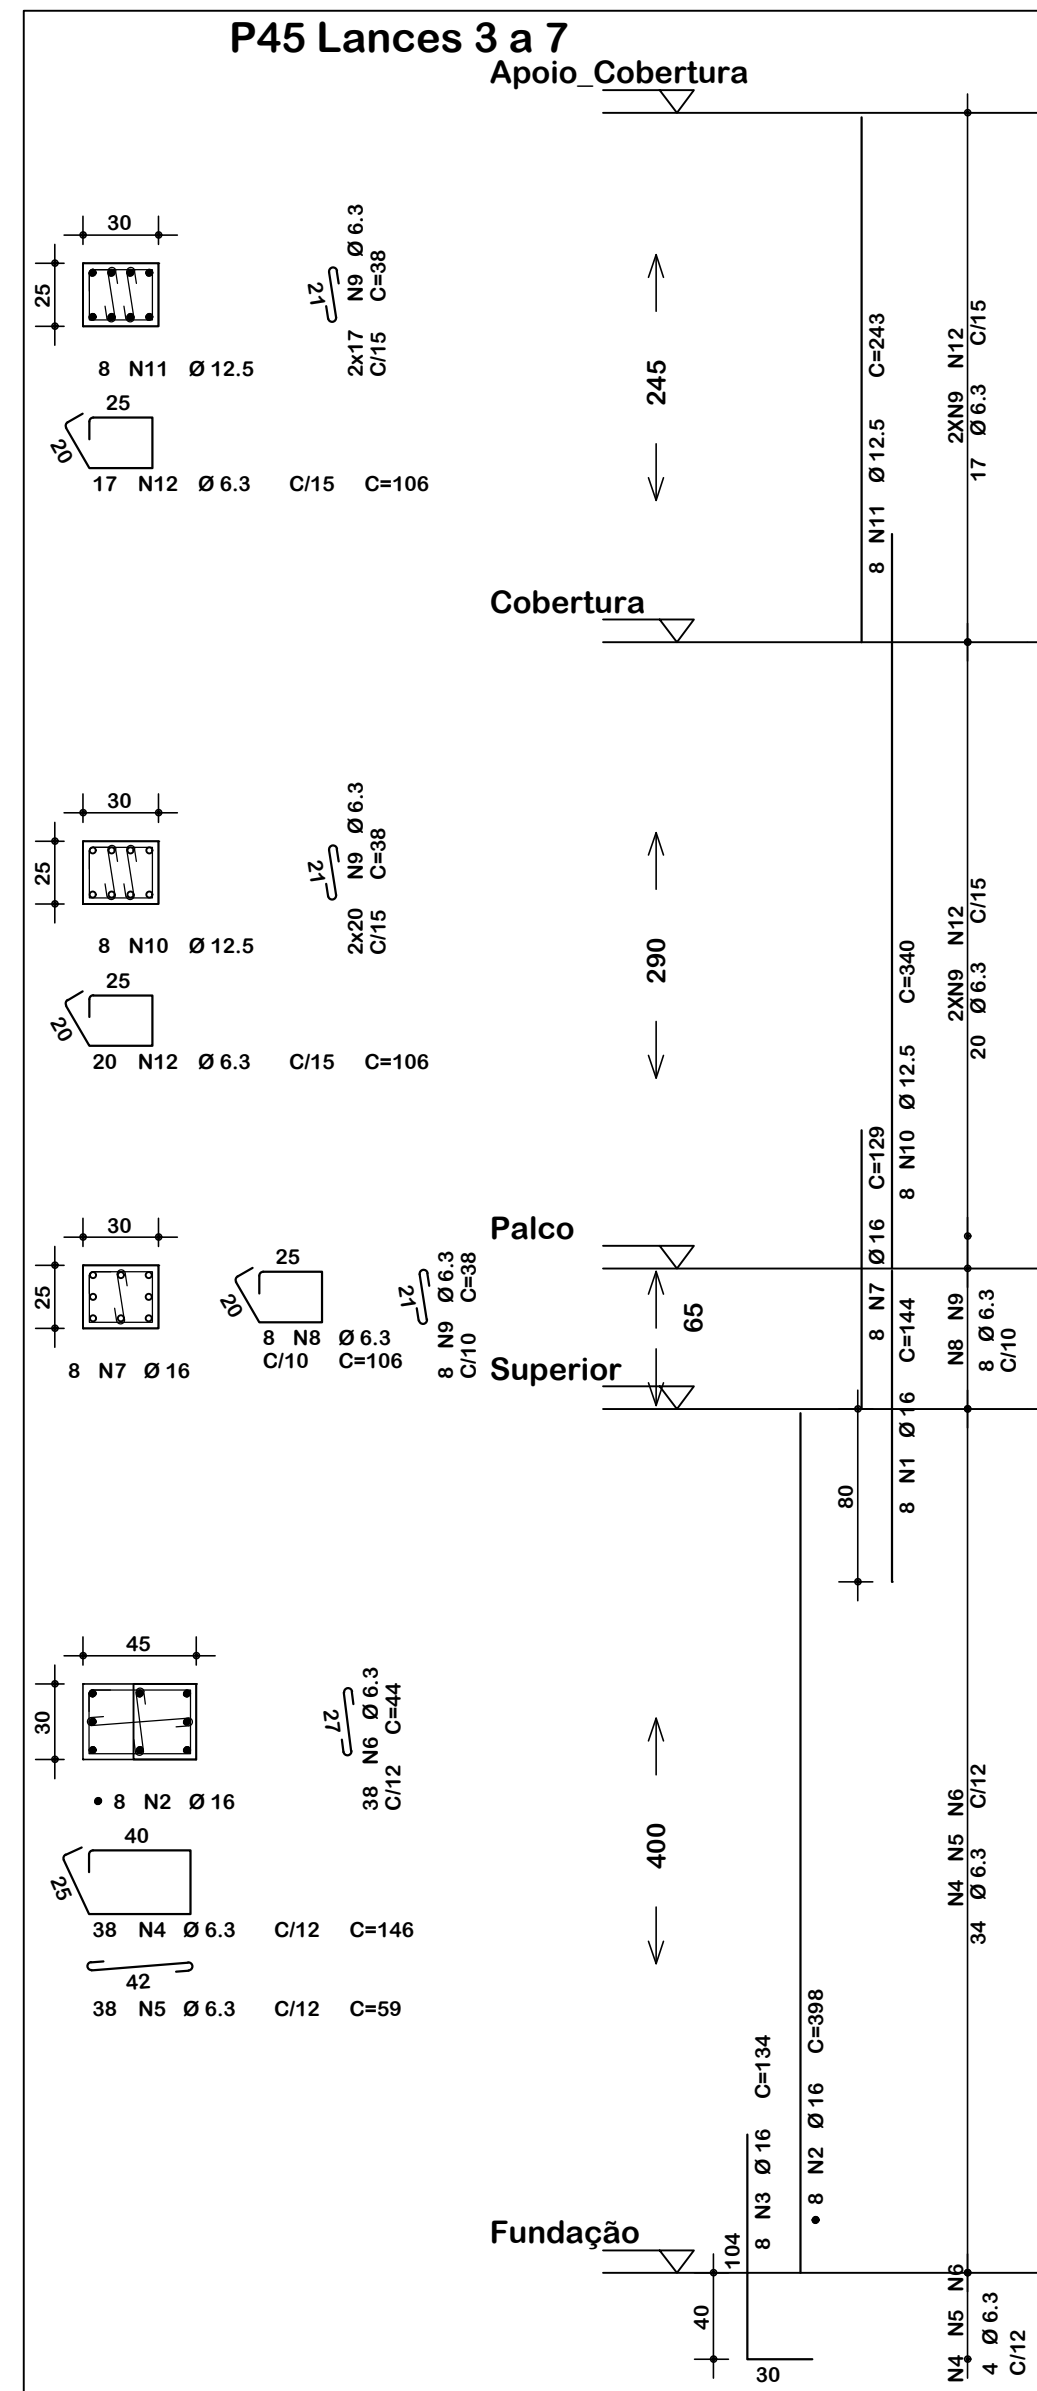 P45 Lances 3 a 7
Apoio_Cobertura
30
25
8 N11 Ø 12.5
25
20
17 N12 Ø 6.3 C/15 C=106
21
2x17 N9 Ø 6.3
C/15 C=38
245
8 N11 Ø 12.5 C=243
2XN9 N12
17 Ø 6.3 C/15
Cobertura
30
25
8 N10 Ø 12.5
25
20
20 N12 Ø 6.3 C/15 C=106
21
2x20 N9 Ø 6.3
C/15 C=38
290
8 N10 Ø 12.5 C=340
2XN9 N12
20 Ø 6.3 C/15
Palco
30
25
8 N7 Ø 16
25
20
8 N8 Ø 6.3
C/10 C=106
21
8 N9 Ø 6.3
C/10 C=38
65
8 N7 Ø 16 C=129
8 N1 Ø 16 C=144
N8 N9
8 Ø 6.3
C/10
Superior
80
45
30
8 N2 Ø 16
40
25
38 N4 Ø 6.3 C/12 C=146
42
38 N5 Ø 6.3 C/12 C=59
27
38 N6 Ø 6.3
C/12 C=44
400
8 N3 Ø 16 C=134
8 N2 Ø 16 C=398
N4 N5 N6
34 Ø 6.3 C/12
Fundação
104
40
30
N4 N5 N6
4 Ø 6.3
C/12